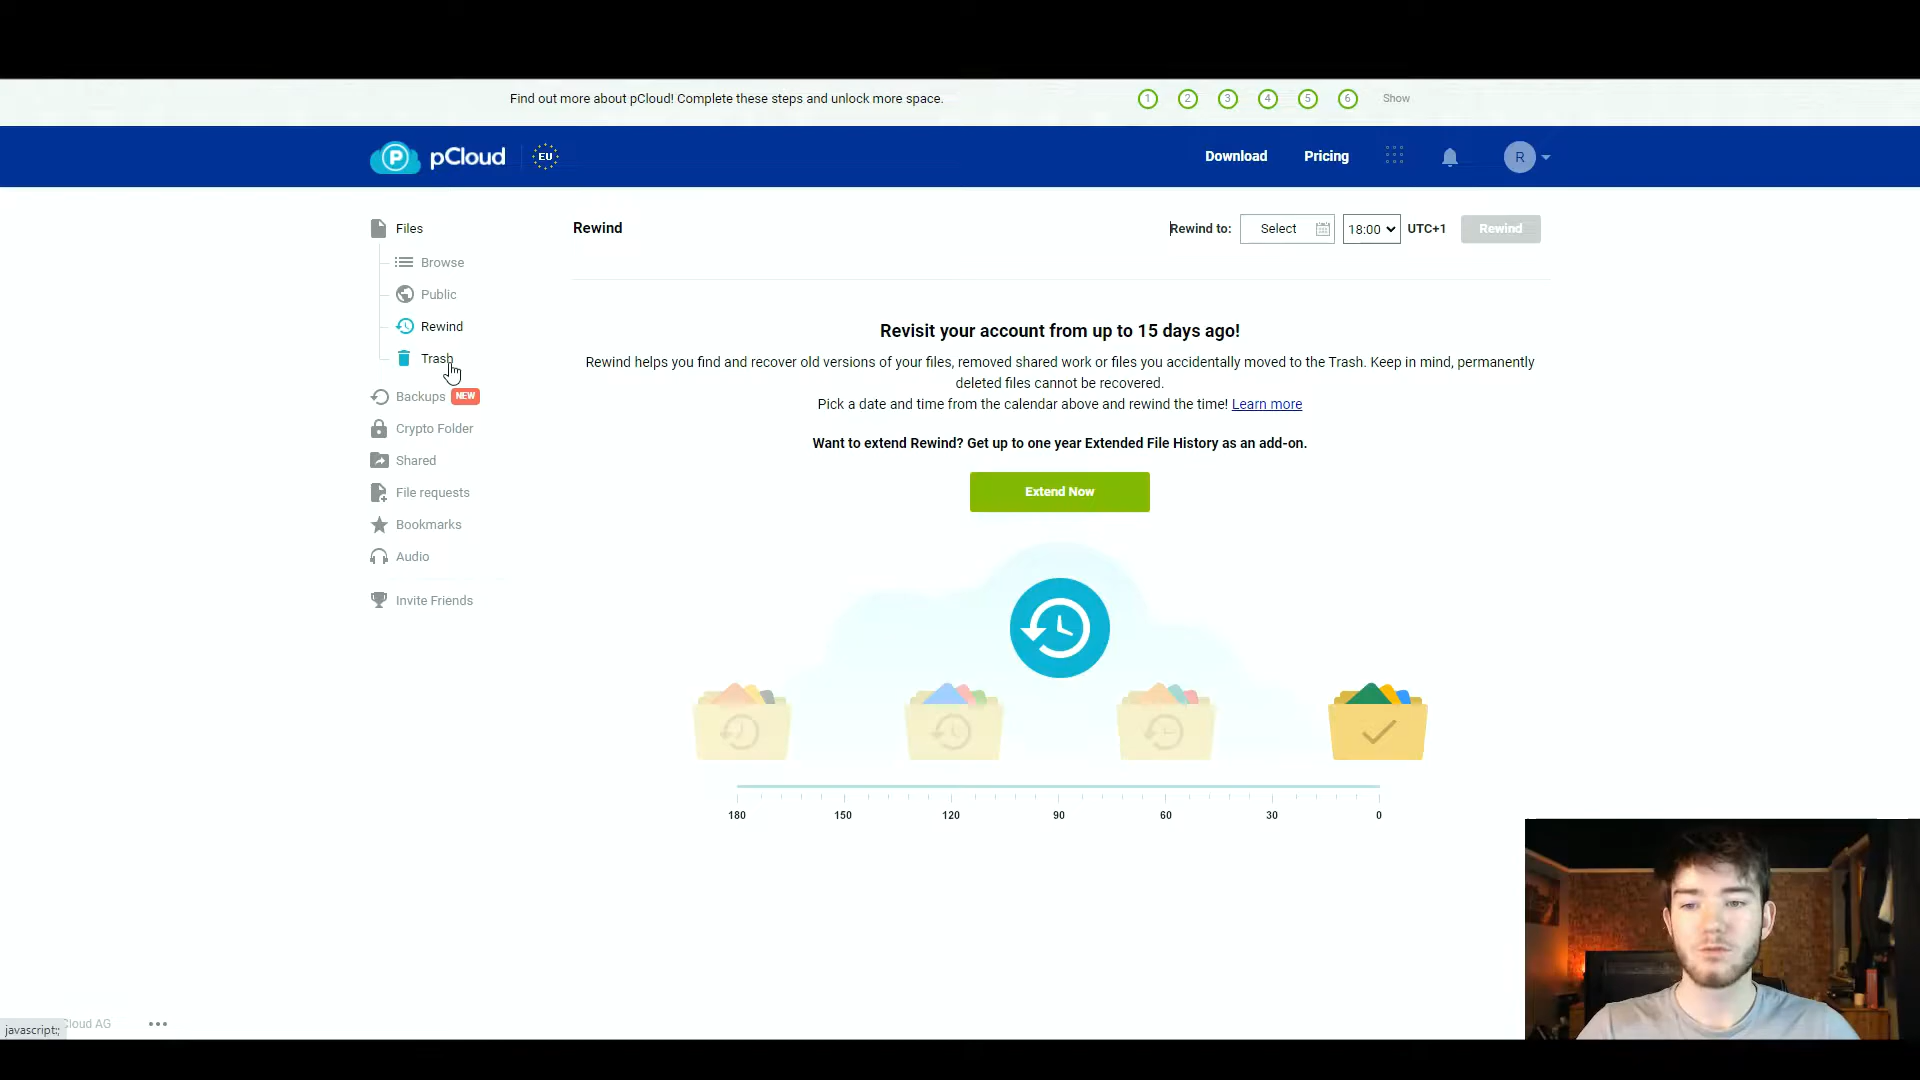 Find out more about pCloud! Complete these steps and unlock more space.
1 2 3 4 5 6 Show
P pCloud EU
Download Pricing R
Files
Browse
Public
Rewind
Trash
Backups NEW
Crypto Folder
Shared
File requests
Bookmarks
Audio
Invite Friends
Rewind
Rewind to: Select 18:00 UTC+1 Rewind
Revisit your account from up to 15 days ago!
Rewind helps you find and recover old versions of your files, removed shared work or files you accidentally moved to the Trash. Keep in mind, permanently
deleted files cannot be recovered.
Pick a date and time from the calendar above and rewind the time! Learn more
Want to extend Rewind? Get up to one year Extended File History as an add-on.
Extend Now
180 150 120 90 60 30 0
javascript:; Cloud AG •••